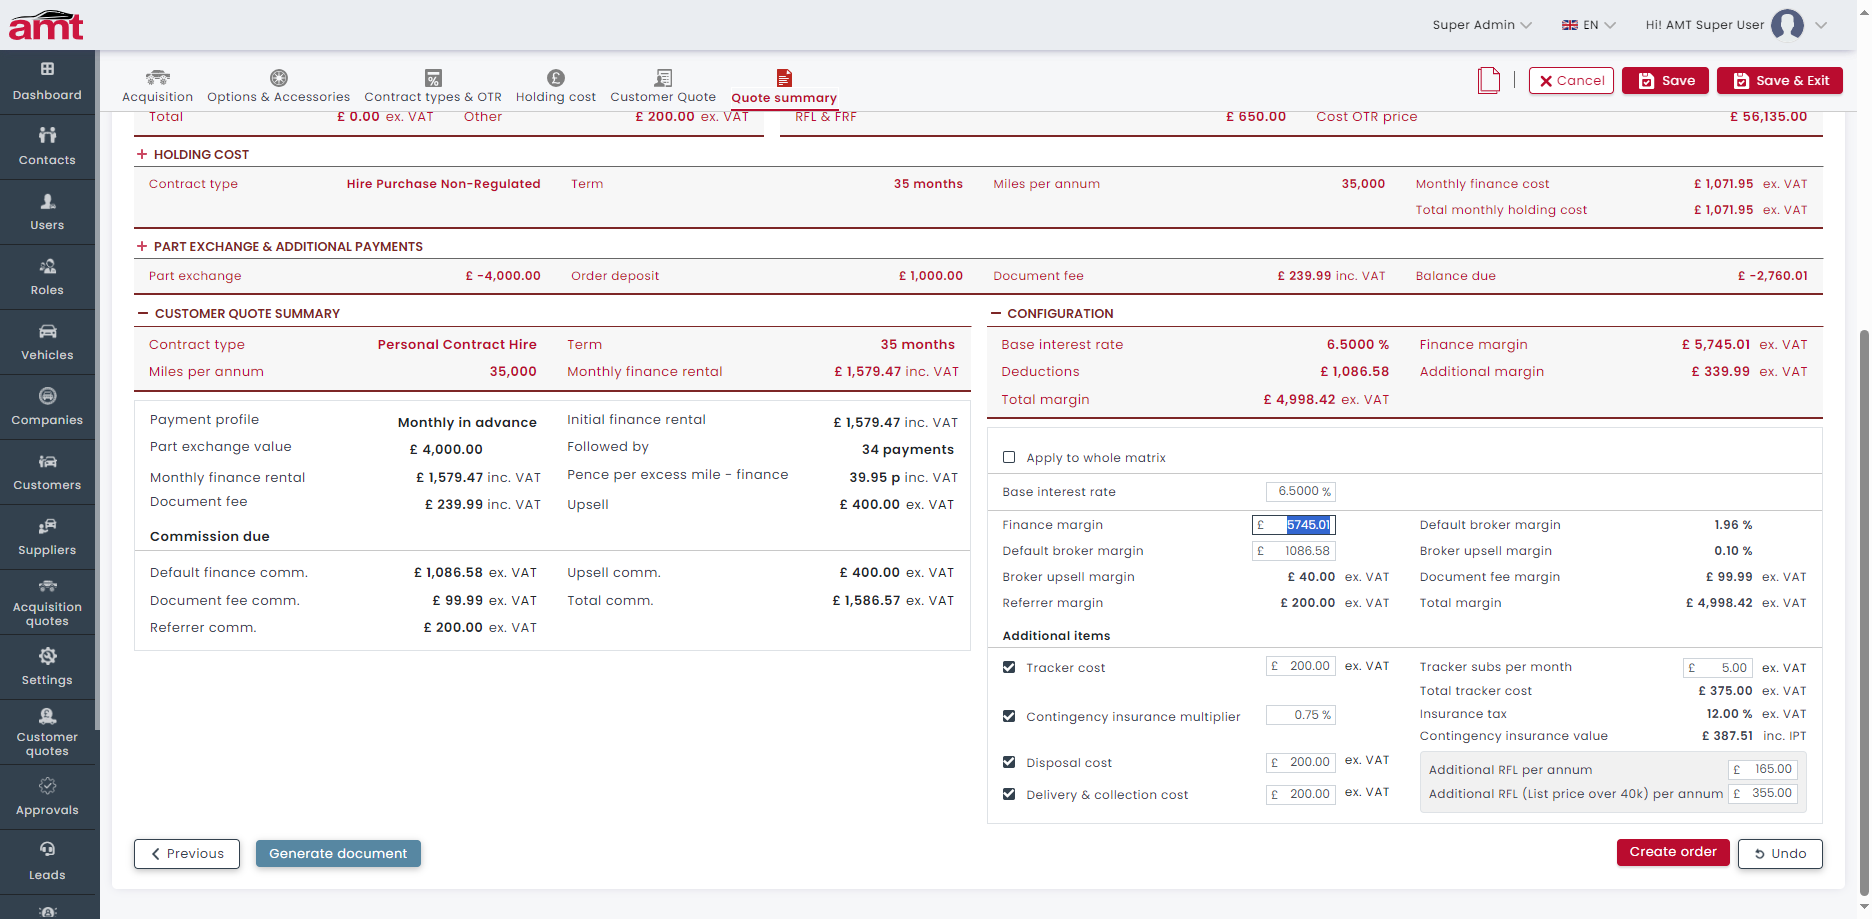 amt
Super Admin
EN
Hi! AMT Super User
Dashboard
Contacts
Users
Roles
Vehicles
Companies
Customers
Suppliers
Acquisition quotes
Settings
Customer quotes
Approvals
Leads
Acquisition
Options & Accessories
Contract types & OTR
Holding cost
Customer Quote
Quote summary
Cancel
Save
Save & Exit
Total £ 0.00 ex. VAT Other £ 200.00 ex. VAT RFL & FRF £ 650.00 Cost OTR price £ 56,135.00
+ HOLDING COST
Contract type Hire Purchase Non-Regulated Term 35 months Miles per annum 35,000 Monthly finance cost £ 1,071.95 ex. VAT
Total monthly holding cost £ 1,071.95 ex. VAT
+ PART EXCHANGE & ADDITIONAL PAYMENTS
Part exchange £ -4,000.00 Order deposit £ 1,000.00 Document fee £ 239.99 inc. VAT Balance due £ -2,760.01
— CUSTOMER QUOTE SUMMARY
Contract type Personal Contract Hire Term 35 months
Miles per annum 35,000 Monthly finance rental £ 1,579.47 inc. VAT
Payment profile Monthly in advance Initial finance rental £ 1,579.47 inc. VAT
Part exchange value £ 4,000.00 Followed by 34 payments
Monthly finance rental £ 1,579.47 inc. VAT Pence per excess mile - finance 39.95 p inc. VAT
Document fee £ 239.99 inc. VAT Upsell £ 400.00 ex. VAT
Commission due
Default finance comm. £ 1,086.58 ex. VAT Upsell comm. £ 400.00 ex. VAT
Document fee comm. £ 99.99 ex. VAT Total comm. £ 1,586.57 ex. VAT
Referrer comm. £ 200.00 ex. VAT
— CONFIGURATION
Base interest rate 6.5000 % Finance margin £ 5,745.01 ex. VAT
Deductions £ 1,086.58 Additional margin £ 339.99 ex. VAT
Total margin £ 4,998.42 ex. VAT
Apply to whole matrix
Base interest rate 6.5000 %
Finance margin £ 5745.01 Default broker margin 1.96 %
Default broker margin £ 1086.58 Broker upsell margin 0.10 %
Broker upsell margin £ 40.00 ex. VAT Document fee margin £ 99.99 ex. VAT
Referrer margin £ 200.00 ex. VAT Total margin £ 4,998.42 ex. VAT
Additional items
Tracker cost £ 200.00 ex. VAT Tracker subs per month £ 5.00 ex. VAT
Total tracker cost £ 375.00 ex. VAT
Contingency insurance multiplier 0.75 % Insurance tax 12.00 % ex. VAT
Contingency insurance value £ 387.51 inc. IPT
Disposal cost £ 200.00 ex. VAT Additional RFL per annum £ 165.00
Delivery & collection cost £ 200.00 ex. VAT Additional RFL (List price over 40k) per annum £ 355.00
Previous
Generate document
Create order
Undo